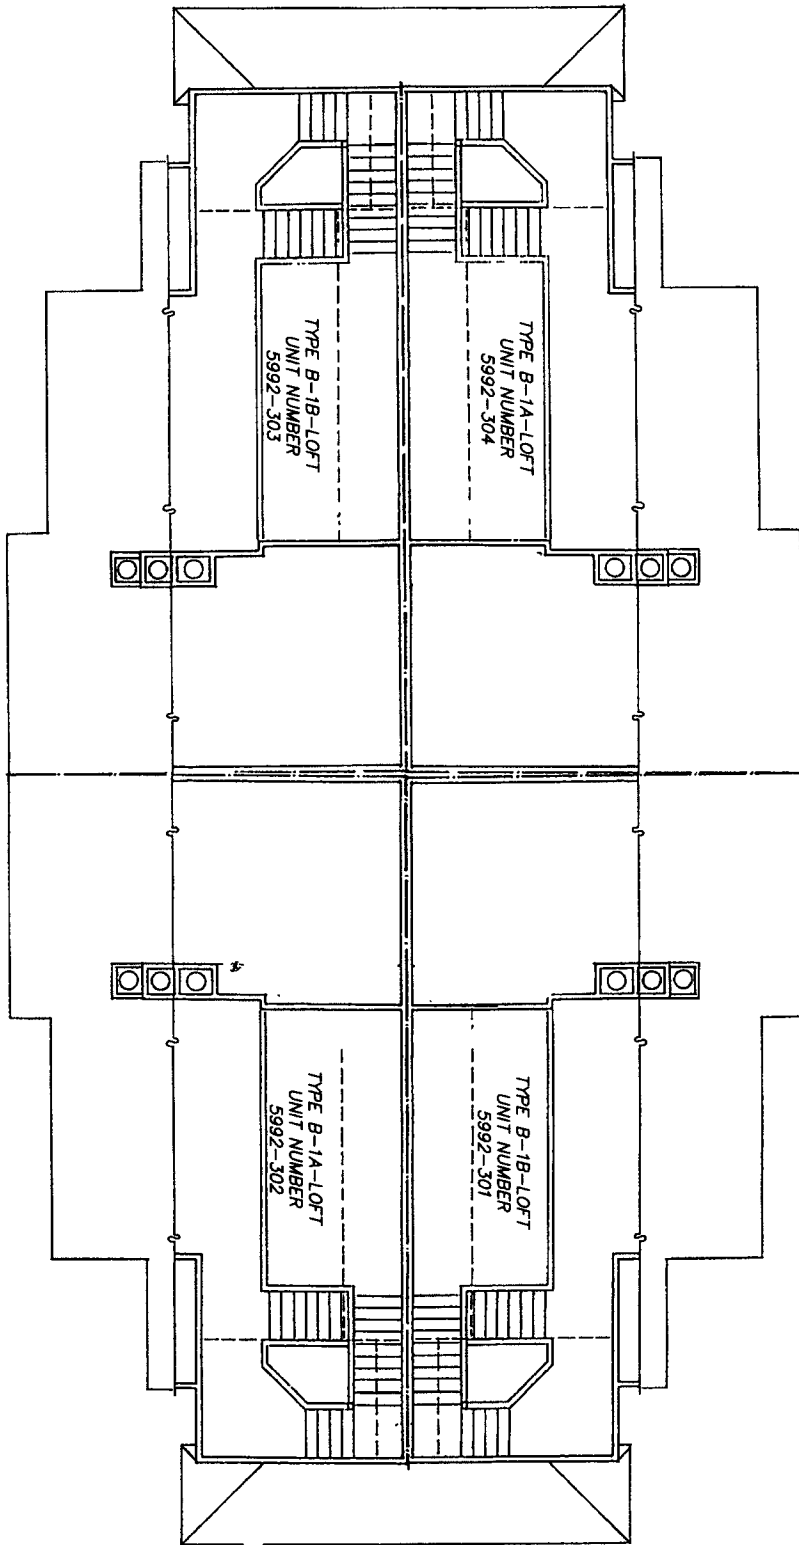 TYPE B-1B-LOFT
UNIT NUMBER
5992-303
TYPE B-1A-LOFT
UNIT NUMBER
5992-304
TYPE B-1A-LOFT
UNIT NUMBER
5992-302
TYPE B-1B-LOFT
UNIT NUMBER
5992-301